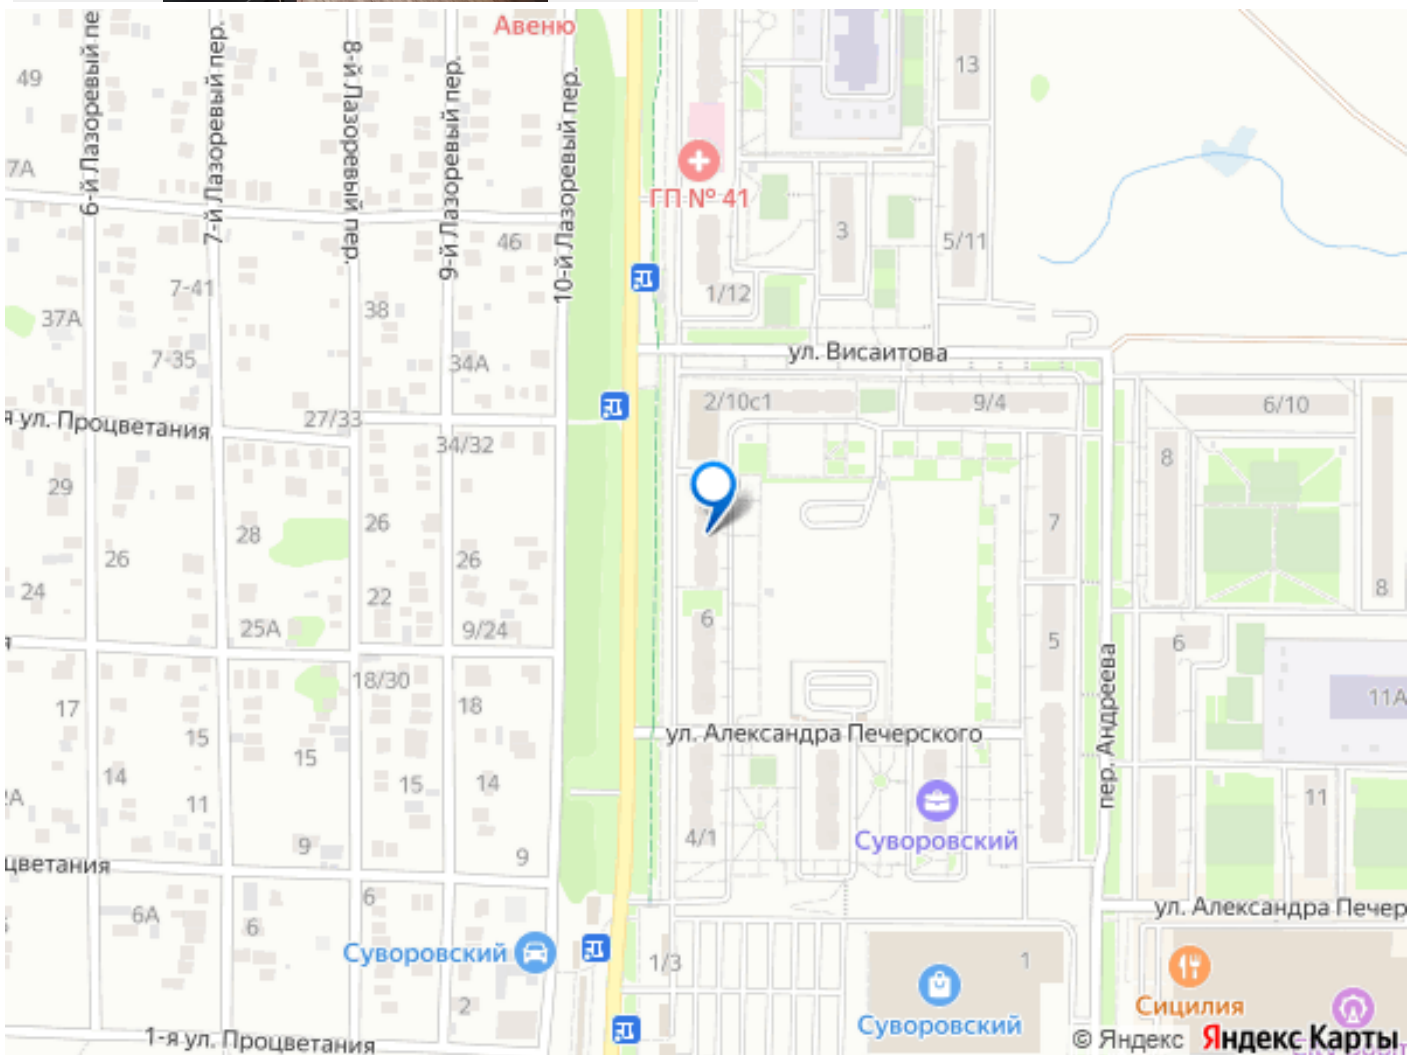 Авеню
49
6-й Лазоревый пе
7-й Лазоревый пер.
8-й Лазоревый пер.
9-й Лазоревый пер.
10-й Лазоревый пер.
13
7А
ГП № 41
3
5/11
46
7-41
38
1/12
37А
7-35
34А
ул. Висаитова
2/10с1
9/4
6/10
я ул. Процветания
27/33
34/32
8
29
28
26
7
26
26
24
22
8
25А
9/24
6
5
6
18/30
17
18
11А
15
ул. Александра Печерского
пер. Андреева
15
14
15
14
11
11
4/1
Суворовский
9
9
цветания
6
6А
6
ул. Александра Печер
Суворовский
1/3
1
Сицилия
2
Суворовский
1-я ул. Процветания
© Яндекс Яндекс Карты